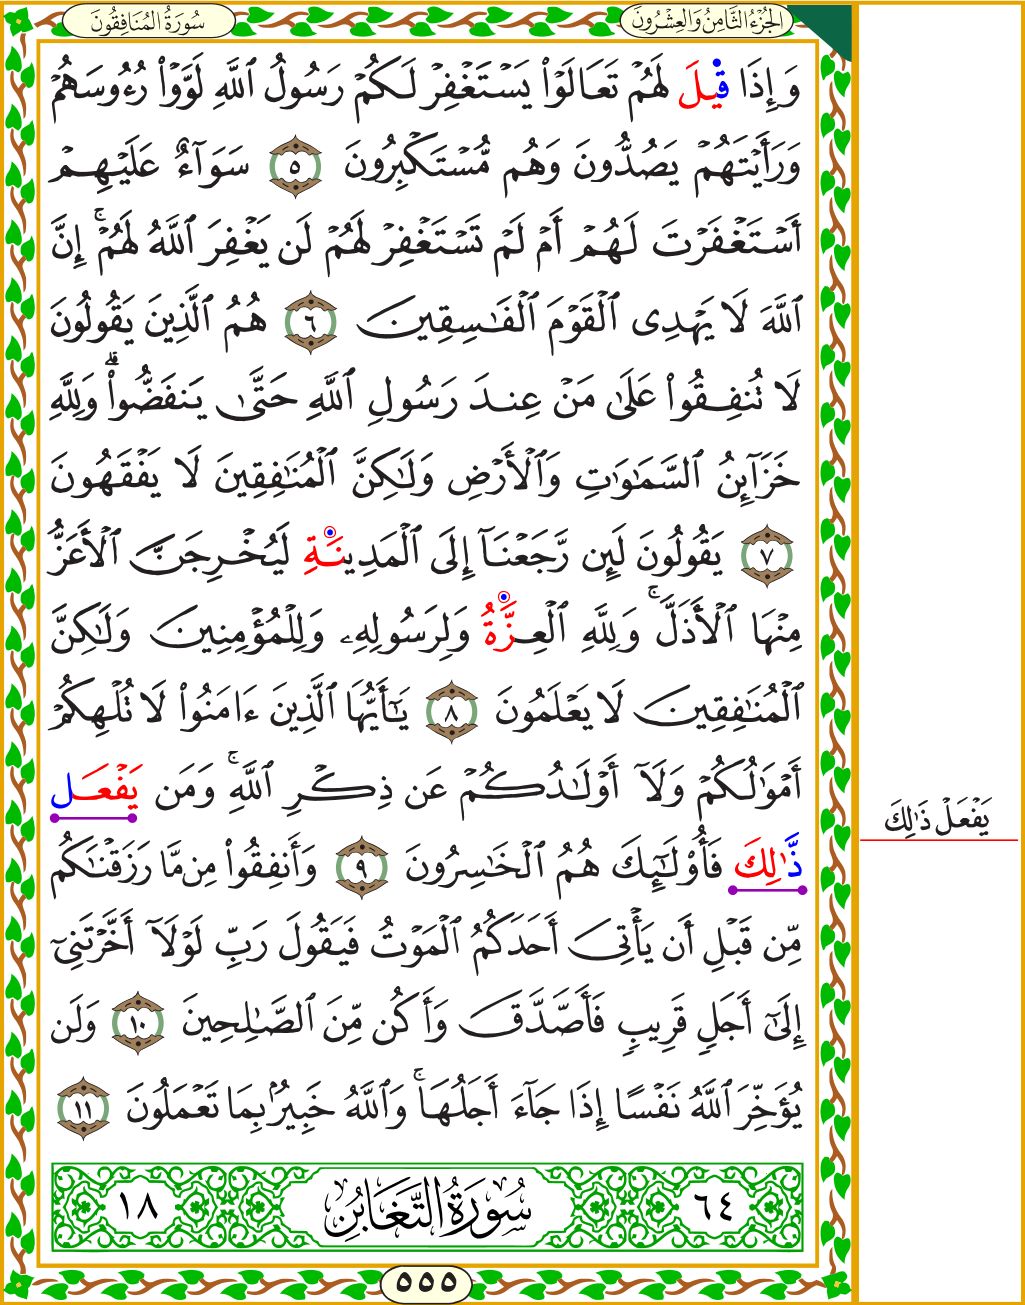 الجُزْءُ الثَّامِنُ وَالعِشْرُونَ
سُورَةُ المُنَافِقُونَ
وَإِذَا قِيلَ لَهُمْ تَعَالَوْا۟ يَسْتَغْفِرْ لَكُمْ رَسُولُ ٱللَّهِ لَوَّوْا۟ رُءُوسَهُمْ
وَرَأَيْتَهُمْ يَصُدُّونَ وَهُم مُّسْتَكْبِرُونَ ٥ سَوَآءٌ عَلَيْهِمْ
أَسْتَغْفَرْتَ لَهُمْ أَمْ لَمْ تَسْتَغْفِرْ لَهُمْ لَن يَغْفِرَ ٱللَّهُ لَهُمْ ۚ إِنَّ
ٱللَّهَ لَا يَهْدِى ٱلْقَوْمَ ٱلْفَـٰسِقِينَ ٦ هُمُ ٱلَّذِينَ يَقُولُونَ
لَا تُنفِقُوا۟ عَلَىٰ مَنْ عِندَ رَسُولِ ٱللَّهِ حَتَّىٰ يَنفَضُّوا۟ ۗ وَلِلَّهِ
خَزَآئِنُ ٱلسَّمَـٰوَٰتِ وَٱلْأَرْضِ وَلَـٰكِنَّ ٱلْمُنَـٰفِقِينَ لَا يَفْقَهُونَ
٧ يَقُولُونَ لَئِن رَّجَعْنَآ إِلَى ٱلْمَدِينَةِ لَيُخْرِجَنَّ ٱلْأَعَزُّ
مِنْهَا ٱلْأَذَلَّ ۚ وَلِلَّهِ ٱلْعِزَّةُ وَلِرَسُولِهِۦ وَلِلْمُؤْمِنِينَ وَلَـٰكِنَّ
ٱلْمُنَـٰفِقِينَ لَا يَعْلَمُونَ ٨ يَـٰٓأَيُّهَا ٱلَّذِينَ ءَامَنُوا۟ لَا تُلْهِكُمْ
أَمْوَٰلُكُمْ وَلَآ أَوْلَـٰدُكُمْ عَن ذِكْرِ ٱللَّهِ ۚ وَمَن يَفْعَل
ذَّٰلِكَ فَأُو۟لَـٰٓئِكَ هُمُ ٱلْخَـٰسِرُونَ ٩ وَأَنفِقُوا۟ مِن مَّا رَزَقْنَـٰكُم
مِّن قَبْلِ أَن يَأْتِىَ أَحَدَكُمُ ٱلْمَوْتُ فَيَقُولَ رَبِّ لَوْلَآ أَخَّرْتَنِىٓ
إِلَىٰٓ أَجَلٍ قَرِيبٍ فَأَصَّدَّقَ وَأَكُن مِّنَ ٱلصَّـٰلِحِينَ ١٠ وَلَن
يُؤَخِّرَ ٱللَّهُ نَفْسًا إِذَا جَآءَ أَجَلُهَا ۚ وَٱللَّهُ خَبِيرٌۢ بِمَا تَعْمَلُونَ ١١
٦٤ سُورَةُ التَّغَابُنِ ١٨
٥٥٥
يَفْعَلْ ذَٰلِكَ